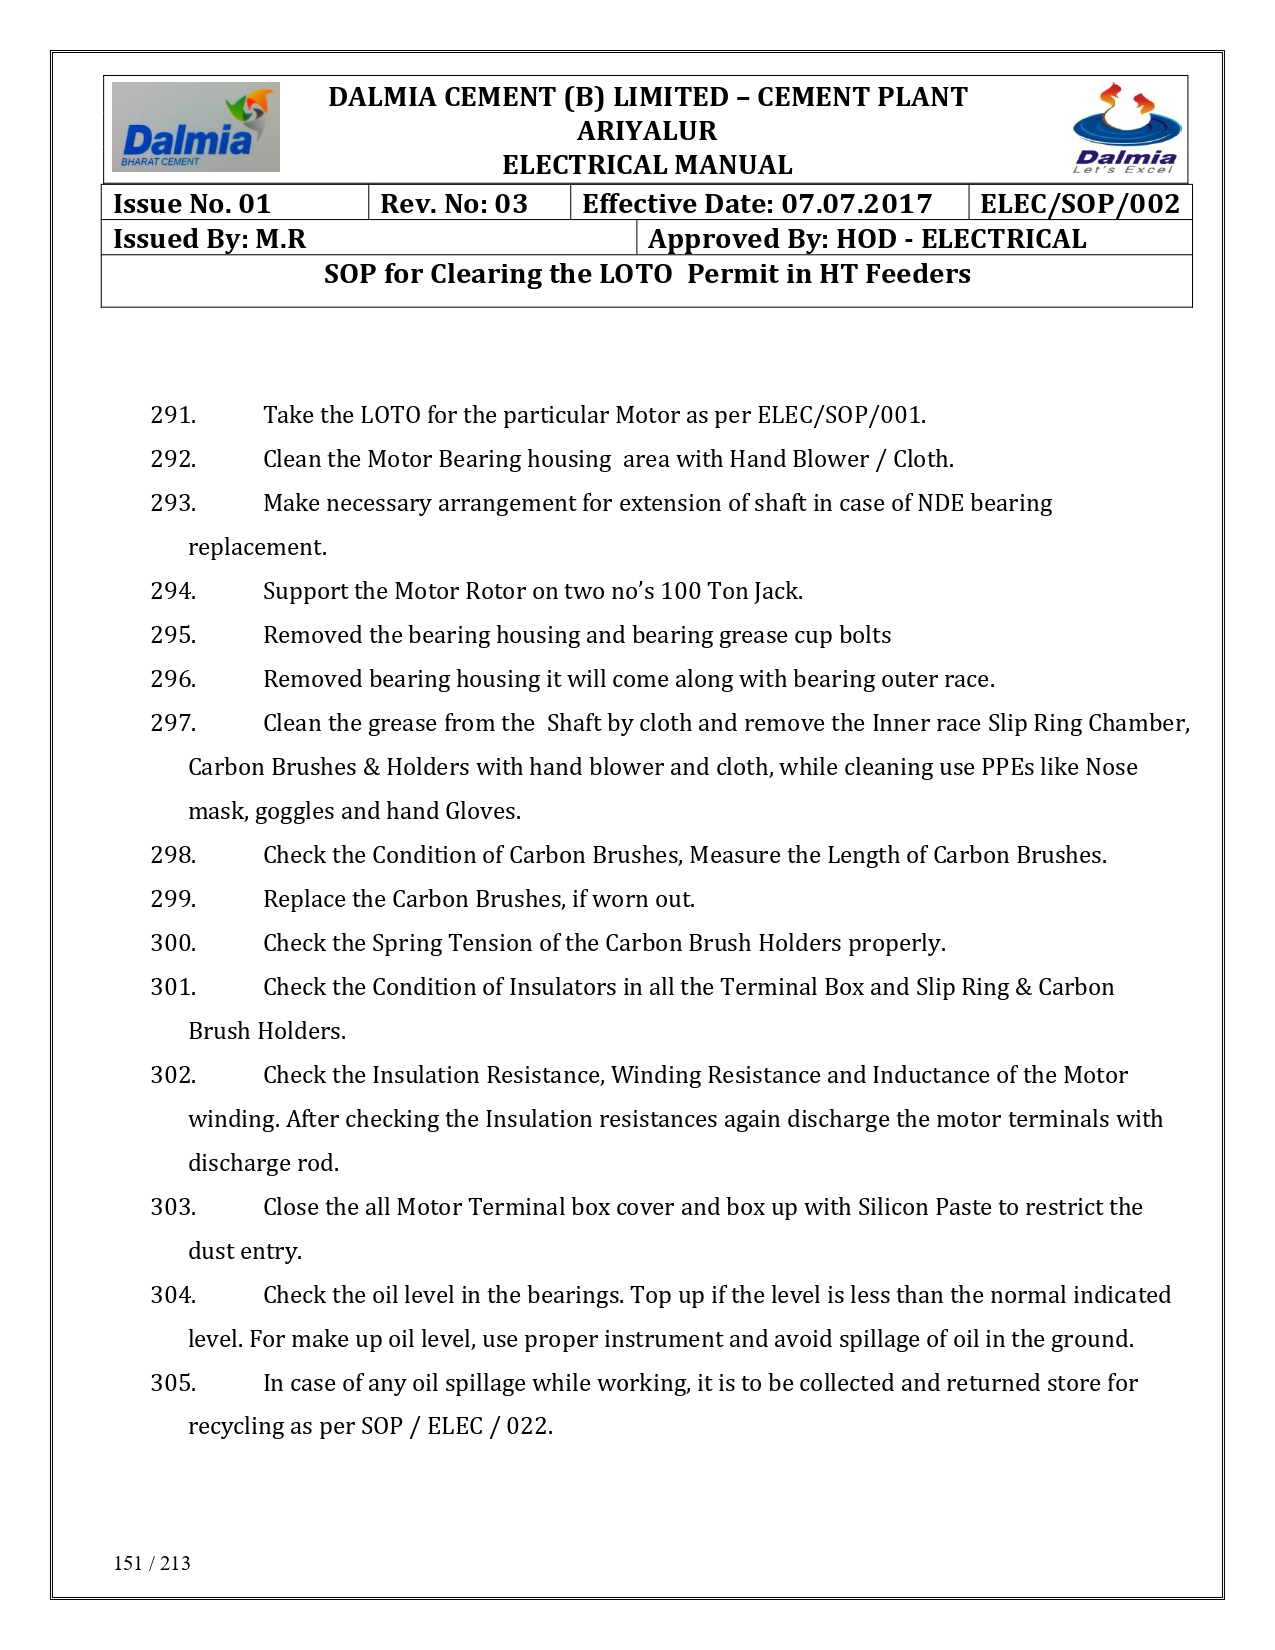 Dalmia
BHARAT CEMENT
DALMIA CEMENT (B) LIMITED – CEMENT PLANT
ARIYALUR
ELECTRICAL MANUAL
Dalmia
Let's Excel
Issue No. 01 Rev. No: 03 Effective Date: 07.07.2017 ELEC/SOP/002
Issued By: M.R Approved By: HOD - ELECTRICAL
SOP for Clearing the LOTO  Permit in HT Feeders
291. Take the LOTO for the particular Motor as per ELEC/SOP/001.
292. Clean the Motor Bearing housing  area with Hand Blower / Cloth.
293. Make necessary arrangement for extension of shaft in case of NDE bearing
replacement.
294. Support the Motor Rotor on two no’s 100 Ton Jack.
295. Removed the bearing housing and bearing grease cup bolts
296. Removed bearing housing it will come along with bearing outer race.
297. Clean the grease from the  Shaft by cloth and remove the Inner race Slip Ring Chamber,
Carbon Brushes & Holders with hand blower and cloth, while cleaning use PPEs like Nose
mask, goggles and hand Gloves.
298. Check the Condition of Carbon Brushes, Measure the Length of Carbon Brushes.
299. Replace the Carbon Brushes, if worn out.
300. Check the Spring Tension of the Carbon Brush Holders properly.
301. Check the Condition of Insulators in all the Terminal Box and Slip Ring & Carbon
Brush Holders.
302. Check the Insulation Resistance, Winding Resistance and Inductance of the Motor
winding. After checking the Insulation resistances again discharge the motor terminals with
discharge rod.
303. Close the all Motor Terminal box cover and box up with Silicon Paste to restrict the
dust entry.
304. Check the oil level in the bearings. Top up if the level is less than the normal indicated
level. For make up oil level, use proper instrument and avoid spillage of oil in the ground.
305. In case of any oil spillage while working, it is to be collected and returned store for
recycling as per SOP / ELEC / 022.
151 / 213